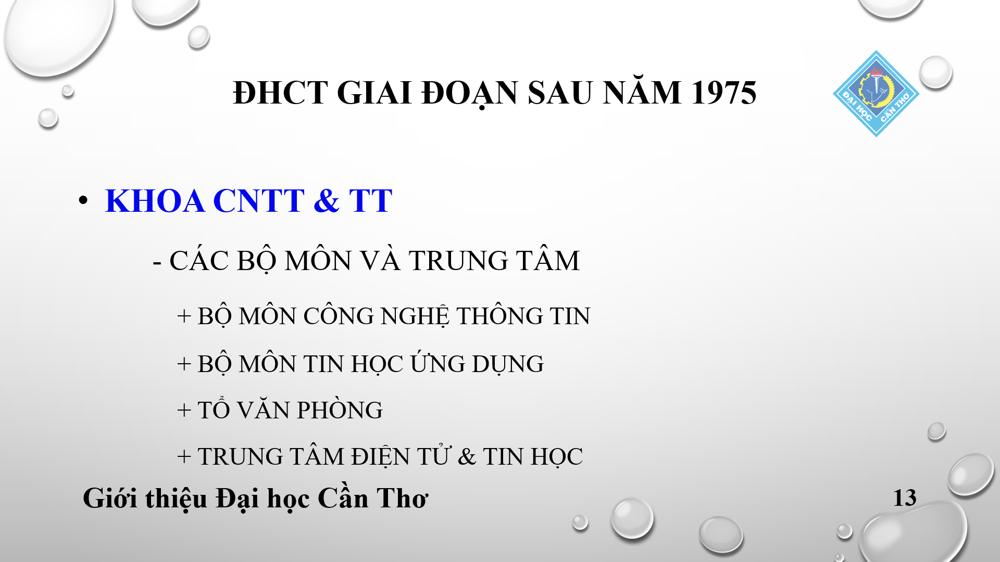 ĐHCT GIAI ĐOẠN SAU NĂM 1975
ĐẠI HỌC CẦN THƠ
• KHOA CNTT & TT
- CÁC BỘ MÔN VÀ TRUNG TÂM
+ BỘ MÔN CÔNG NGHỆ THÔNG TIN
+ BỘ MÔN TIN HỌC ỨNG DỤNG
+ TỔ VĂN PHÒNG
+ TRUNG TÂM ĐIỆN TỬ & TIN HỌC
Giới thiệu Đại học Cần Thơ
13